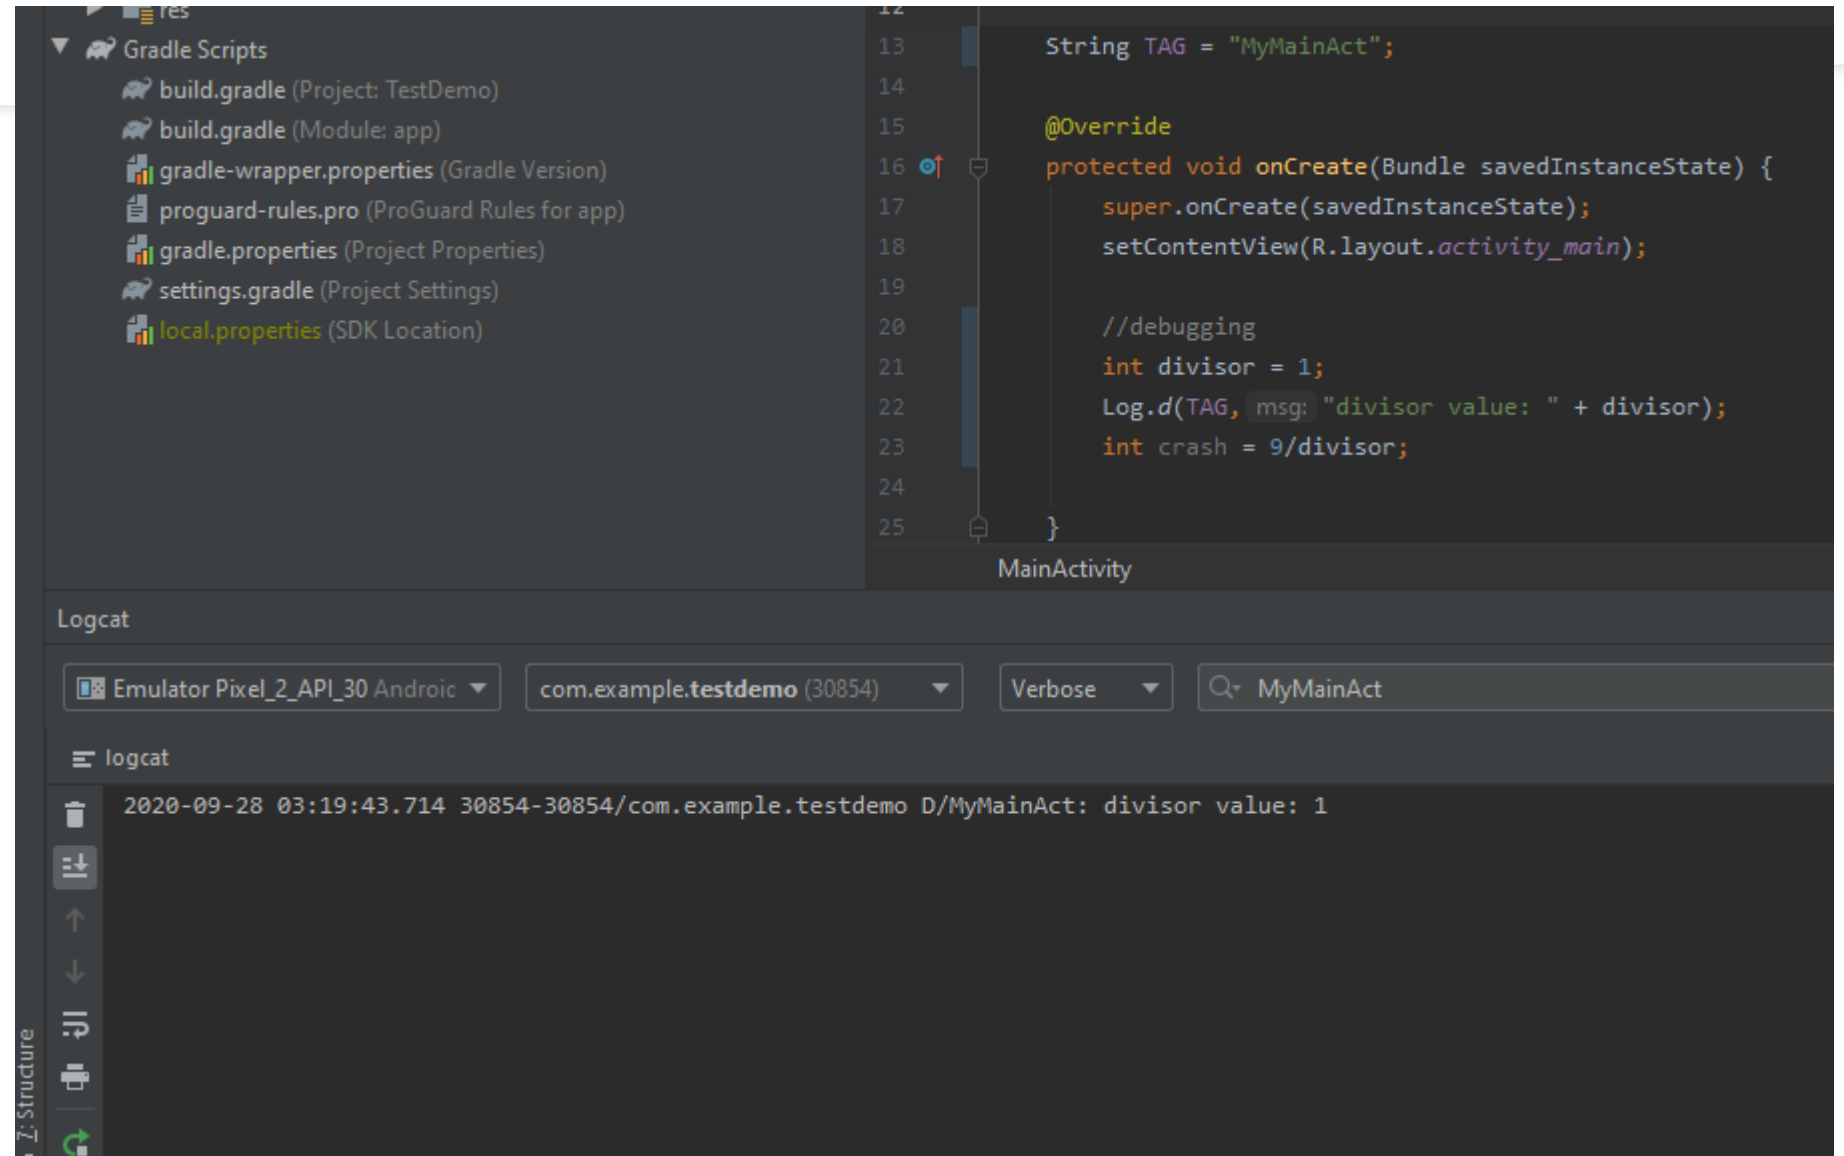 res
Gradle Scripts
build.gradle (Project: TestDemo)
build.gradle (Module: app)
gradle-wrapper.properties (Gradle Version)
proguard-rules.pro (ProGuard Rules for app)
gradle.properties (Project Properties)
settings.gradle (Project Settings)
local.properties (SDK Location)
12
13 String TAG = "MyMainAct";
14
15 @Override
16 protected void onCreate(Bundle savedInstanceState) {
17 super.onCreate(savedInstanceState);
18 setContentView(R.layout.activity_main);
19
20 //debugging
21 int divisor = 1;
22 Log.d(TAG, msg: "divisor value: " + divisor);
23 int crash = 9/divisor;
24
25 }
MainActivity
Logcat
Emulator Pixel_2_API_30 Androic
com.example.testdemo (30854)
Verbose
MyMainAct
logcat
2020-09-28 03:19:43.714 30854-30854/com.example.testdemo D/MyMainAct: divisor value: 1
7: Structure